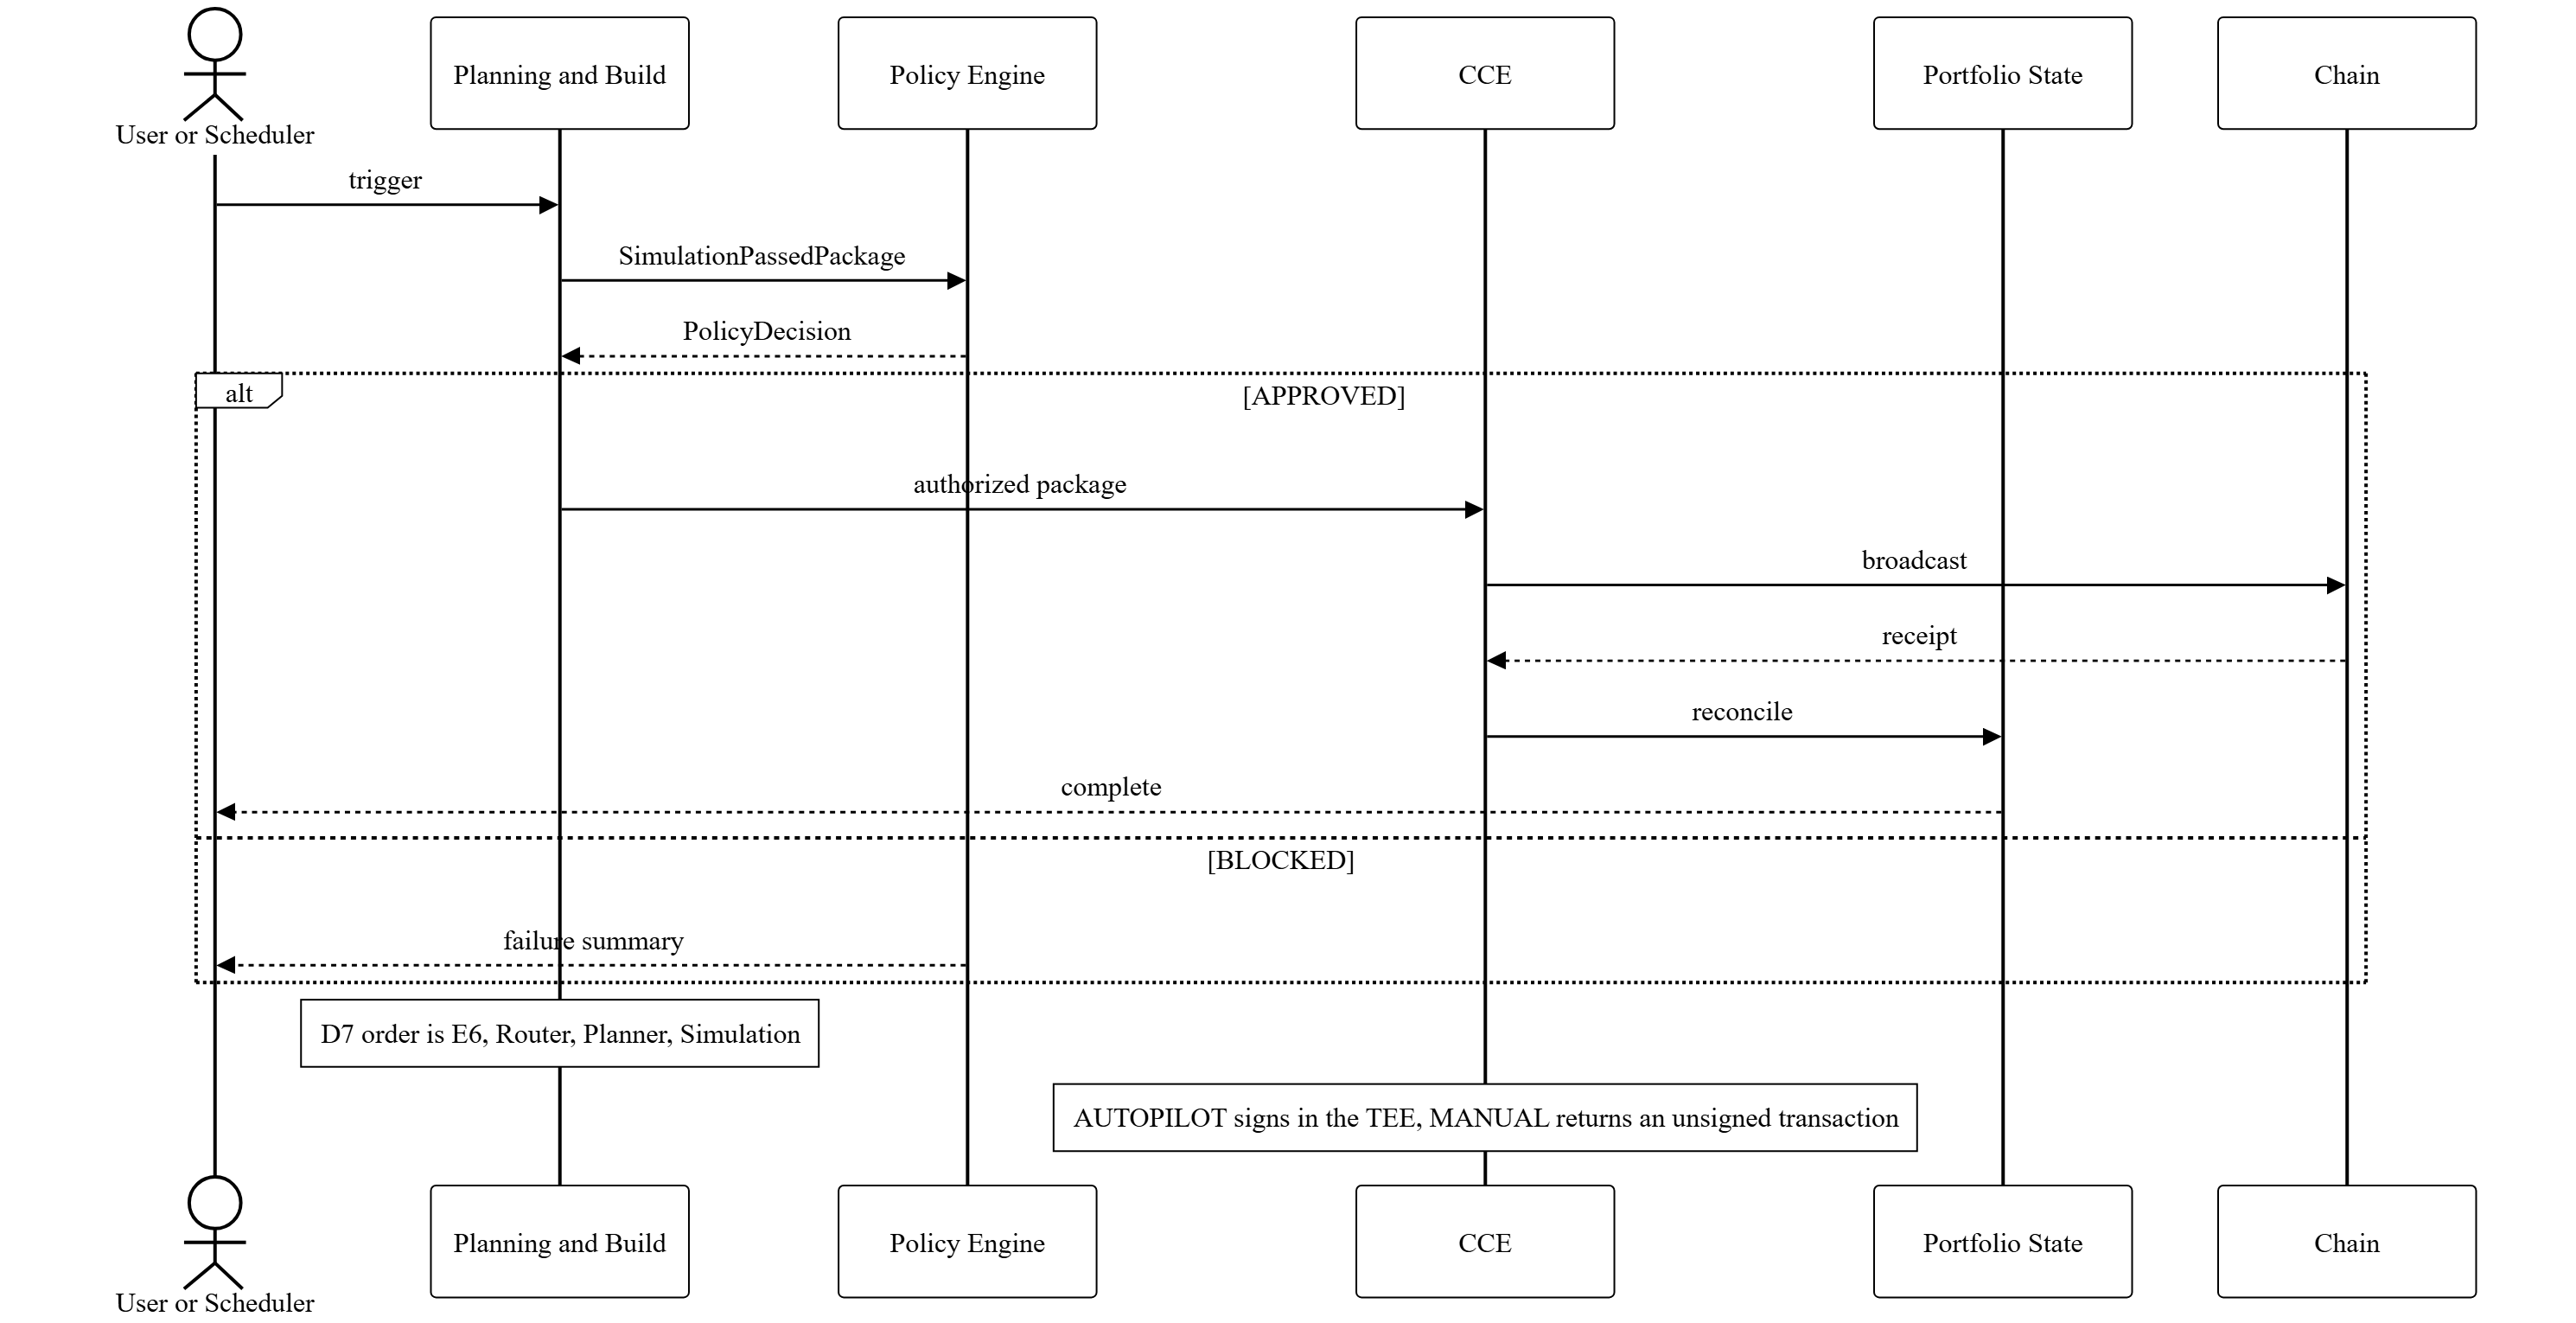 User or Scheduler
Planning and Build
Policy Engine
CCE
Portfolio State
Chain
trigger
SimulationPassedPackage
PolicyDecision
alt
[APPROVED]
authorized package
broadcast
receipt
reconcile
complete
[BLOCKED]
failure summary
D7 order is E6, Router, Planner, Simulation
AUTOPILOT signs in the TEE, MANUAL returns an unsigned transaction
User or Scheduler
Planning and Build
Policy Engine
CCE
Portfolio State
Chain